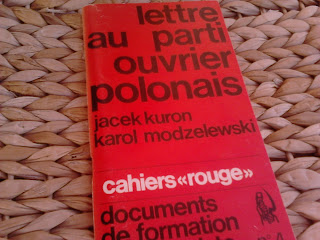 lettre
au parti
ouvrier
polonais
jacek kuron
karol modzelewski
cahiers «rouge»
documents
de formation